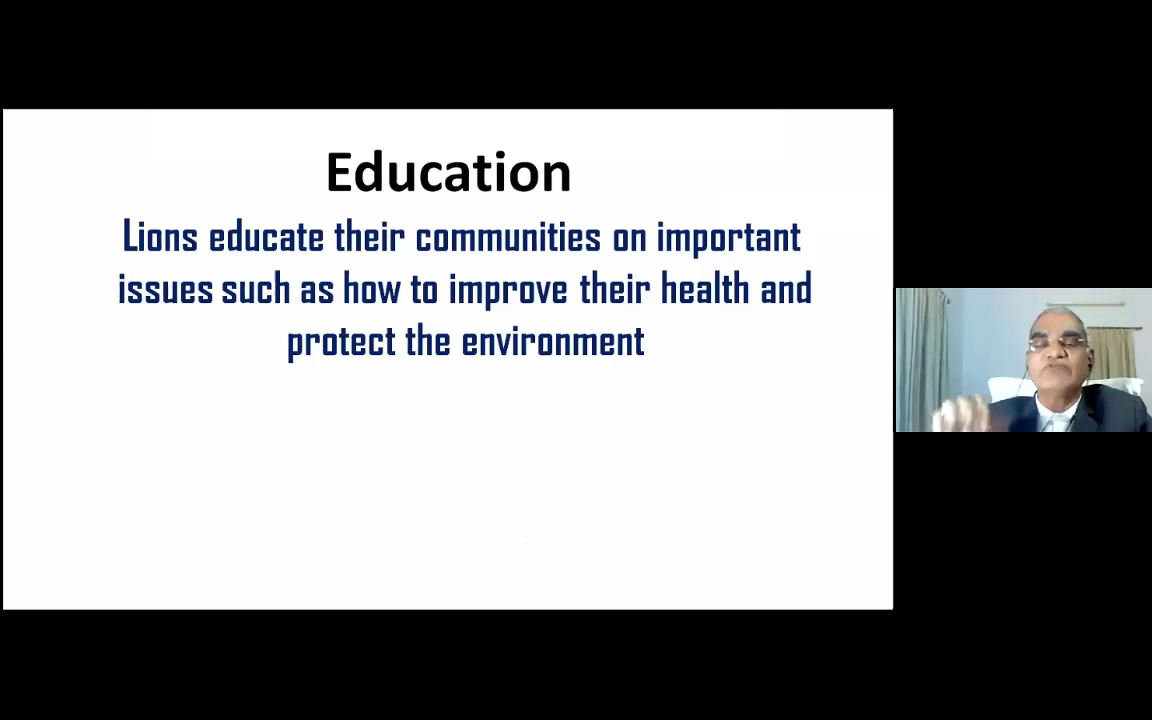 Education
Lions educate their communities on important
issues such as how to improve their health and
protect the environment